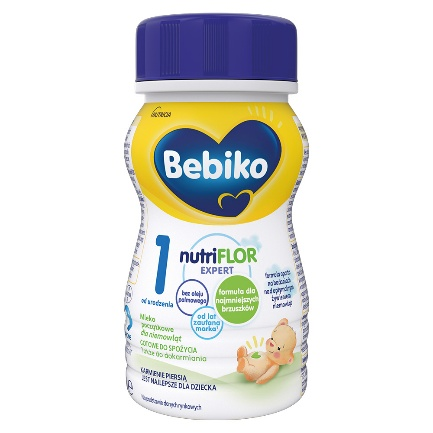 NUTRICIA
Bebiko
1
od urodzenia
nutriFLOR
EXPERT
bez oleju
palmowego
formuła dla
najmniejszych
brzuszków
od lat
zaufana
marka
Mleko
początkowe
dla niemowląt
GOTOWE DO SPOŻYCIA
KARMIENIE PIERSIĄ
JEST NAJLEPSZE DLA DZIECKA